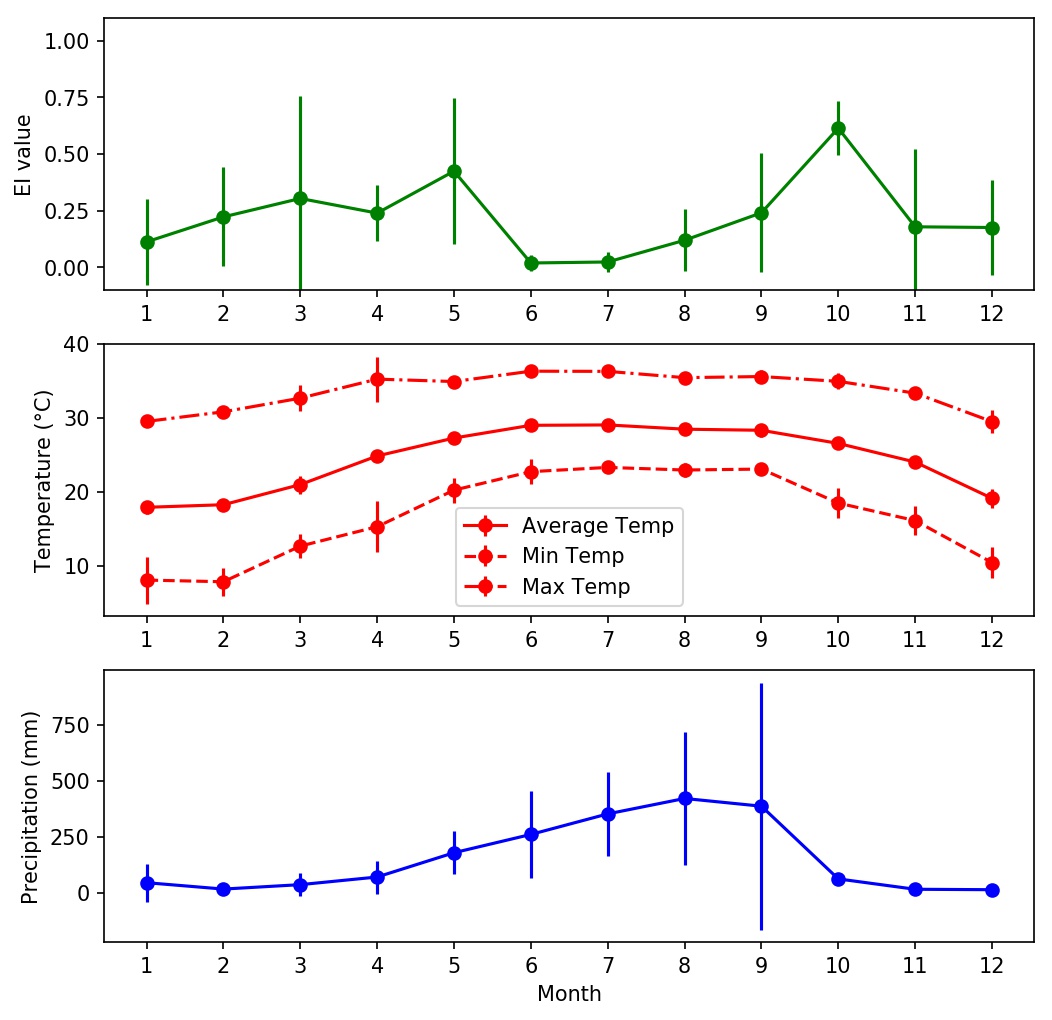 1.00
0.75
0.50
0.25
0.00
EI value
1 2 3 4 5 6 7 8 9 10 11 12
40
30
20
10
Temperature (°C)
Average Temp
Min Temp
Max Temp
1 2 3 4 5 6 7 8 9 10 11 12
750
500
250
0
Precipitation (mm)
1 2 3 4 5 6 7 8 9 10 11 12
Month